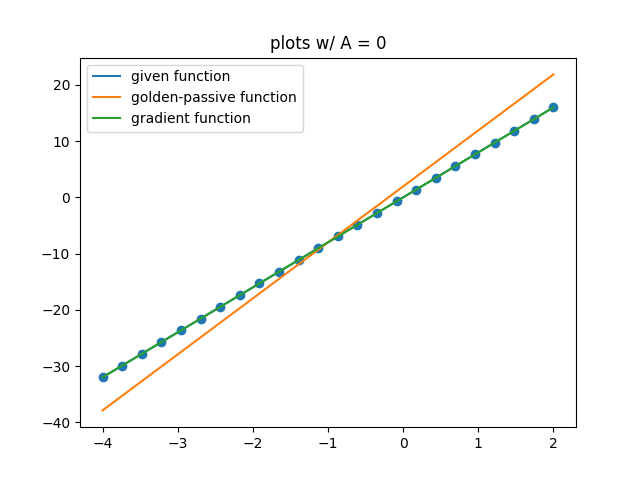 plots w/ A = 0
given function
golden-passive function
gradient function
20
10
0
−10
−20
−30
−40
−4 −3 −2 −1 0 1 2